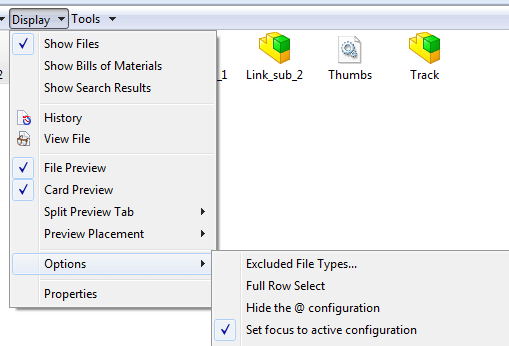 Display Tools
Show Files
Show Bills of Materials
2 _1 Link_sub_2 Thumbs Track
Show Search Results
History
View File
File Preview
Card Preview
Split Preview Tab
Preview Placement
Options
Excluded File Types...
Full Row Select
Properties
Hide the @ configuration
Set focus to active configuration